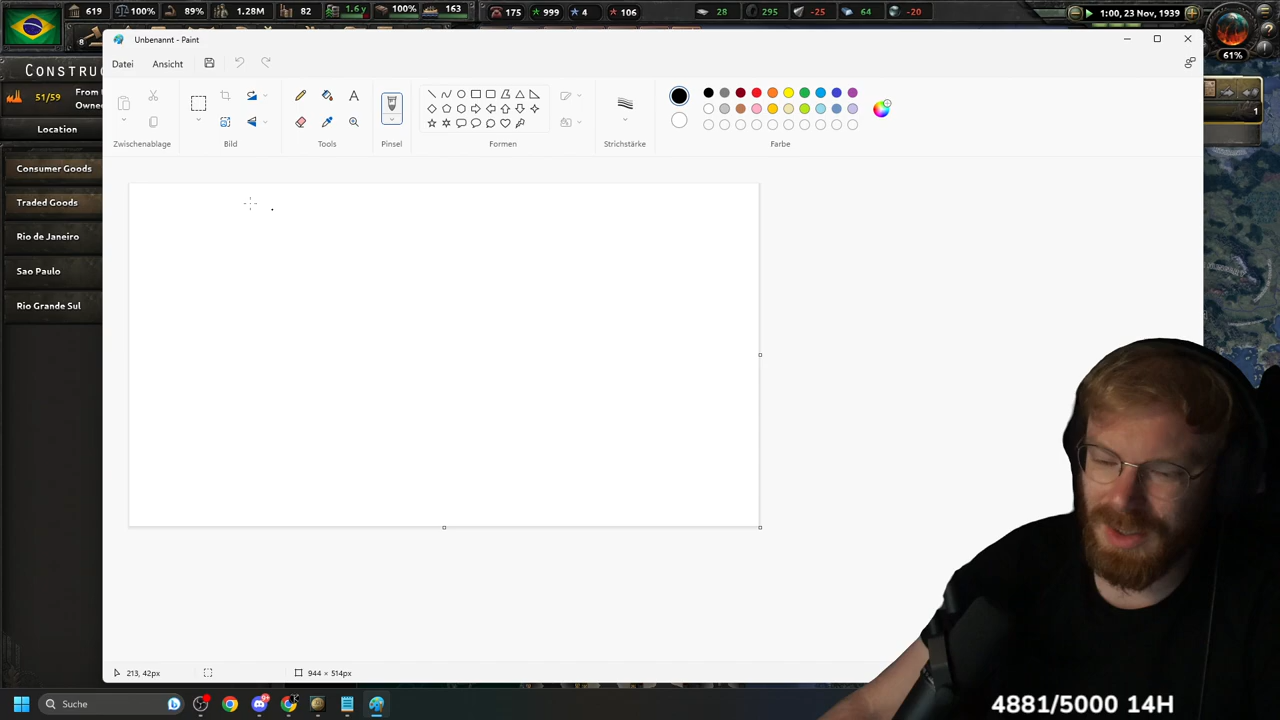 619 100% 89% 1.28M 82 1.6y 100% 163 175 999 4 106 28 295 -25 64 -20 1:00, 23 Nov, 1939
61%
Unbenannt - Paint
Datei Ansicht
51/59
Location
Consumer Goods
Traded Goods
Rio de Janeiro
Sao Paulo
Rio Grande Sul
A
Zwischenablage Bild Tools Pinsel Formen Strichstärke Farbe
1
213, 42px 944 × 514px
Suche
4881/5000 14H